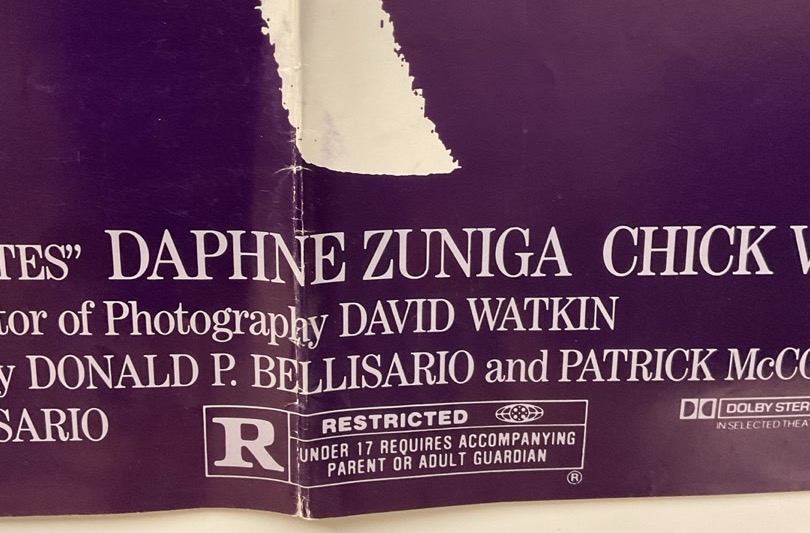 TES” DAPHNE ZUNIGA CHICK V
tor of Photography DAVID WATKIN
y DONALD P. BELLISARIO and PATRICK McCO
SARIO
R RESTRICTED
UNDER 17 REQUIRES ACCOMPANYING
PARENT OR ADULT GUARDIAN
®
DOLBY STER
IN SELECTED THEA